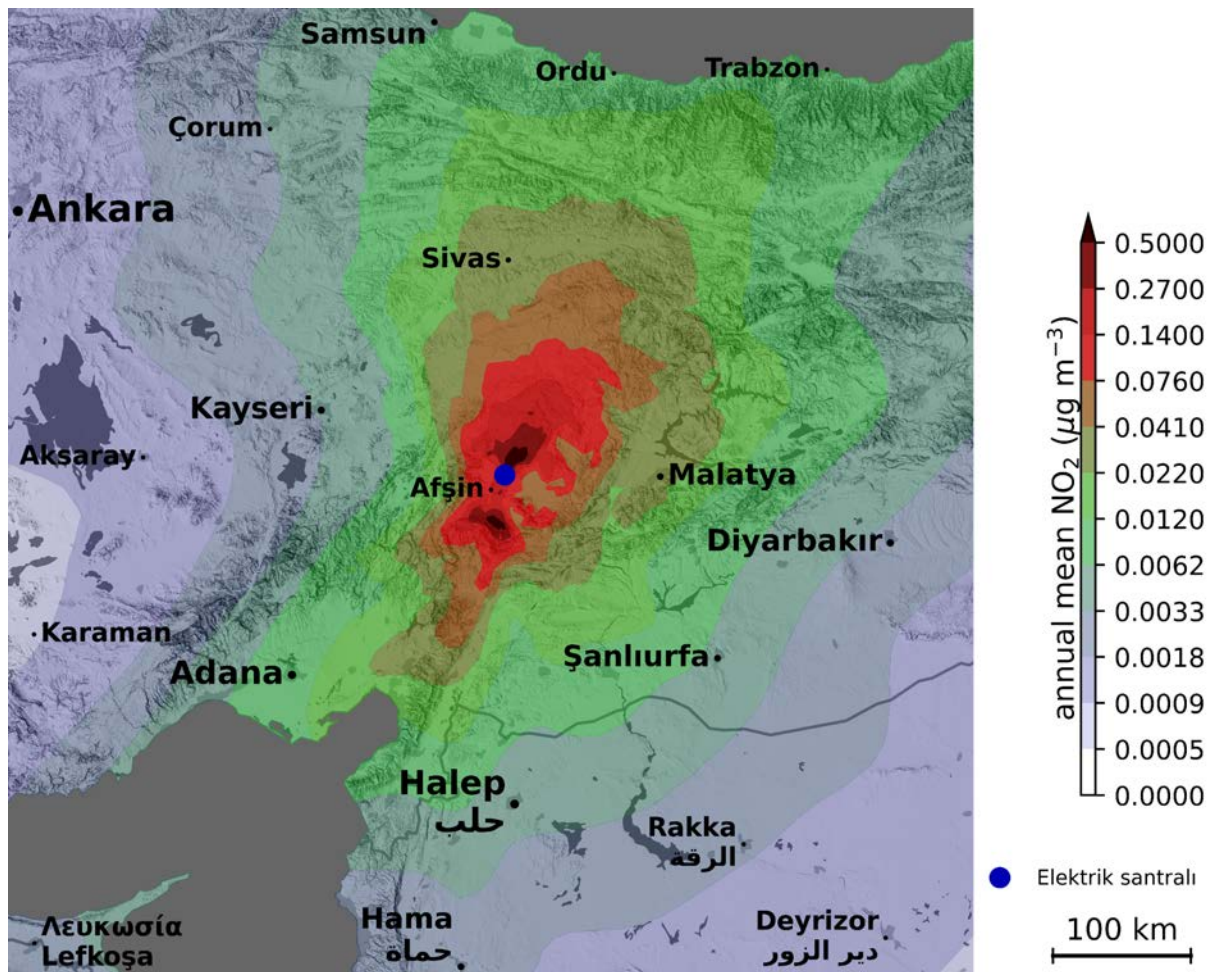 Samsun
Ordu
Trabzon
Çorum
Ankara
Sivas
Kayseri
Aksaray
Afşin
Malatya
Diyarbakır
Karaman
Adana
Şanlıurfa
Halep
حلب
Rakka
الرقة
Λευκωσία
Lefkoşa
Hama
حماة
Deyrizor
دير الزور
annual mean NO₂ (μg m⁻³)
0.5000
0.2700
0.1400
0.0760
0.0410
0.0220
0.0120
0.0062
0.0033
0.0018
0.0009
0.0005
0.0000
Elektrik santralı
100 km